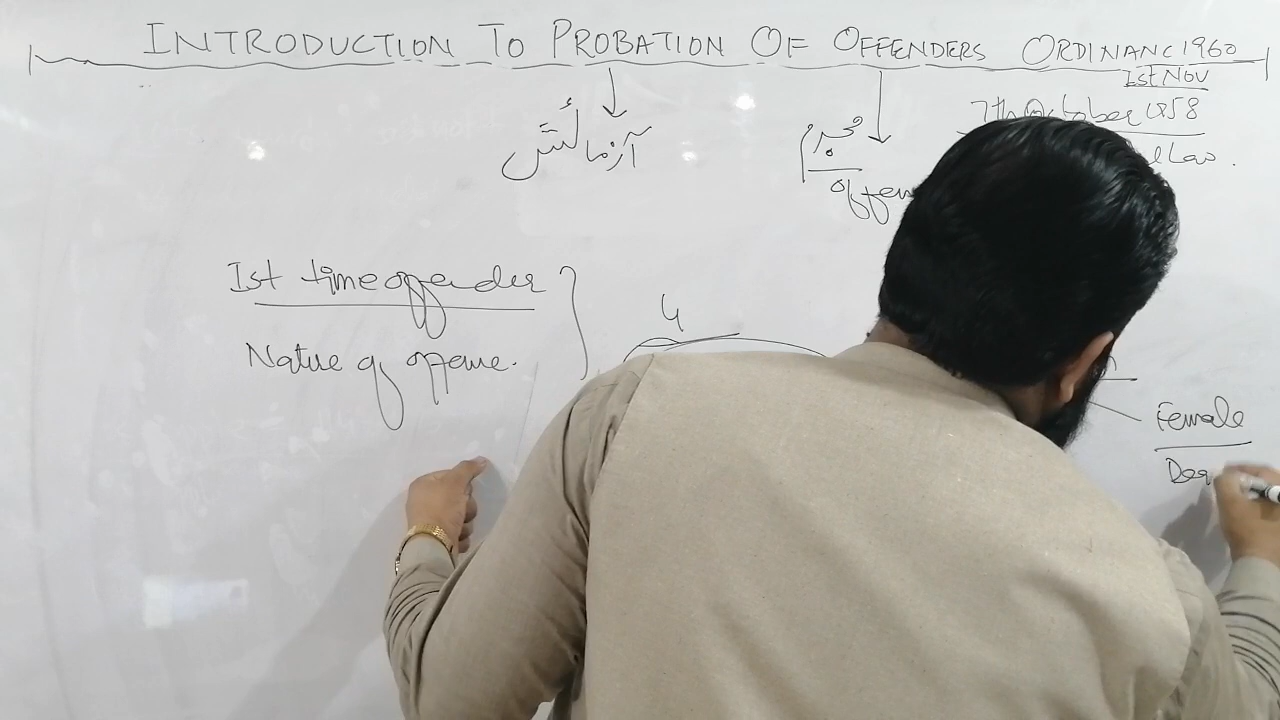 INTRODUCTION TO PROBATION OF OFFENDERS ORDINANC 1960
1st Nov
7th October 1958
Law.
آزمائش
مجرم
offen
1st time offender
Nature of offence.
4
Female
Deq